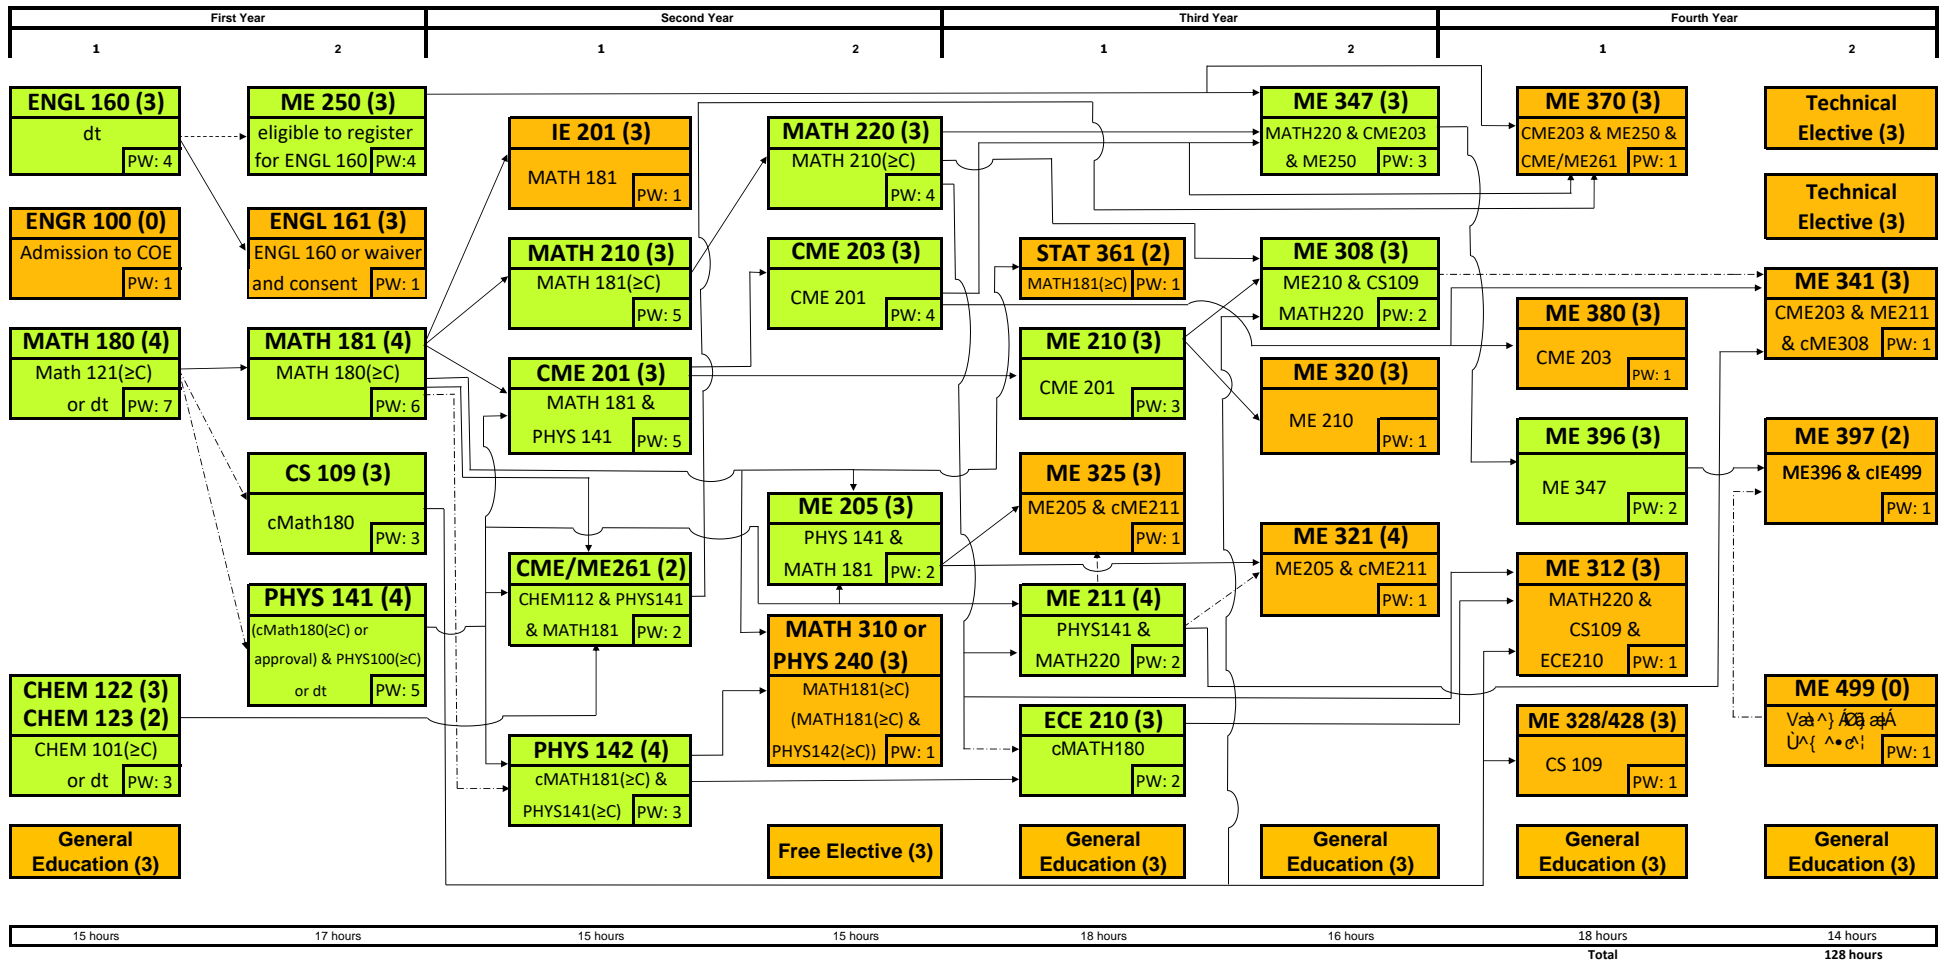 First Year
Second Year
Third Year
Fourth Year
1
2
1
2
1
2
1
2
ENGL 160 (3)
dt
PW: 4
ENGR 100 (0)
Admission to COE
PW: 1
MATH 180 (4)
Math 121(≥C)
or dt
PW: 7
CHEM 122 (3)
CHEM 123 (2)
CHEM 101(≥C)
or dt
PW: 3
General
Education (3)
ME 250 (3)
eligible to register
for ENGL 160
PW:4
ENGL 161 (3)
ENGL 160 or waiver
and consent
PW: 1
MATH 181 (4)
MATH 180(≥C)
PW: 6
CS 109 (3)
cMath180
PW: 3
PHYS 141 (4)
(cMath180(≥C) or
approval) & PHYS100(≥C)
or dt
PW: 5
IE 201 (3)
MATH 181
PW: 1
MATH 210 (3)
MATH 181(≥C)
PW: 5
CME 201 (3)
MATH 181 &
PHYS 141
PW: 5
CME/ME261 (2)
CHEM112 & PHYS141
& MATH181
PW: 2
PHYS 142 (4)
cMATH181(≥C) &
PHYS141(≥C)
PW: 3
MATH 220 (3)
MATH 210(≥C)
PW: 4
CME 203 (3)
CME 201
PW: 4
ME 205 (3)
PHYS 141 &
MATH 181
PW: 2
MATH 310 or
PHYS 240 (3)
MATH181(≥C)
(MATH181(≥C) &
PHYS142(≥C))
PW: 1
Free Elective (3)
STAT 361 (2)
MATH181(≥C)
PW: 1
ME 210 (3)
CME 201
PW: 3
ME 325 (3)
ME205 & cME211
PW: 1
ME 211 (4)
PHYS141 &
MATH220
PW: 2
ECE 210 (3)
cMATH180
PW: 2
General
Education (3)
ME 347 (3)
MATH220 & CME203
& ME250
PW: 3
ME 308 (3)
ME210 & CS109
MATH220
PW: 2
ME 320 (3)
ME 210
PW: 1
ME 321 (4)
ME205 & cME211
PW: 1
General
Education (3)
ME 370 (3)
CME203 & ME250 &
CME/ME261
PW: 1
ME 380 (3)
CME 203
PW: 1
ME 396 (3)
ME 347
PW: 2
ME 312 (3)
MATH220 &
CS109 &
ECE210
PW: 1
ME 328/428 (3)
CS 109
PW: 1
General
Education (3)
Technical
Elective (3)
Technical
Elective (3)
ME 341 (3)
CME203 & ME211
& cME308
PW: 1
ME 397 (2)
ME396 & cIE499
PW: 1
ME 499 (0)
PW: 1
General
Education (3)
15 hours
17 hours
15 hours
15 hours
18 hours
16 hours
18 hours
14 hours
Total
128 hours